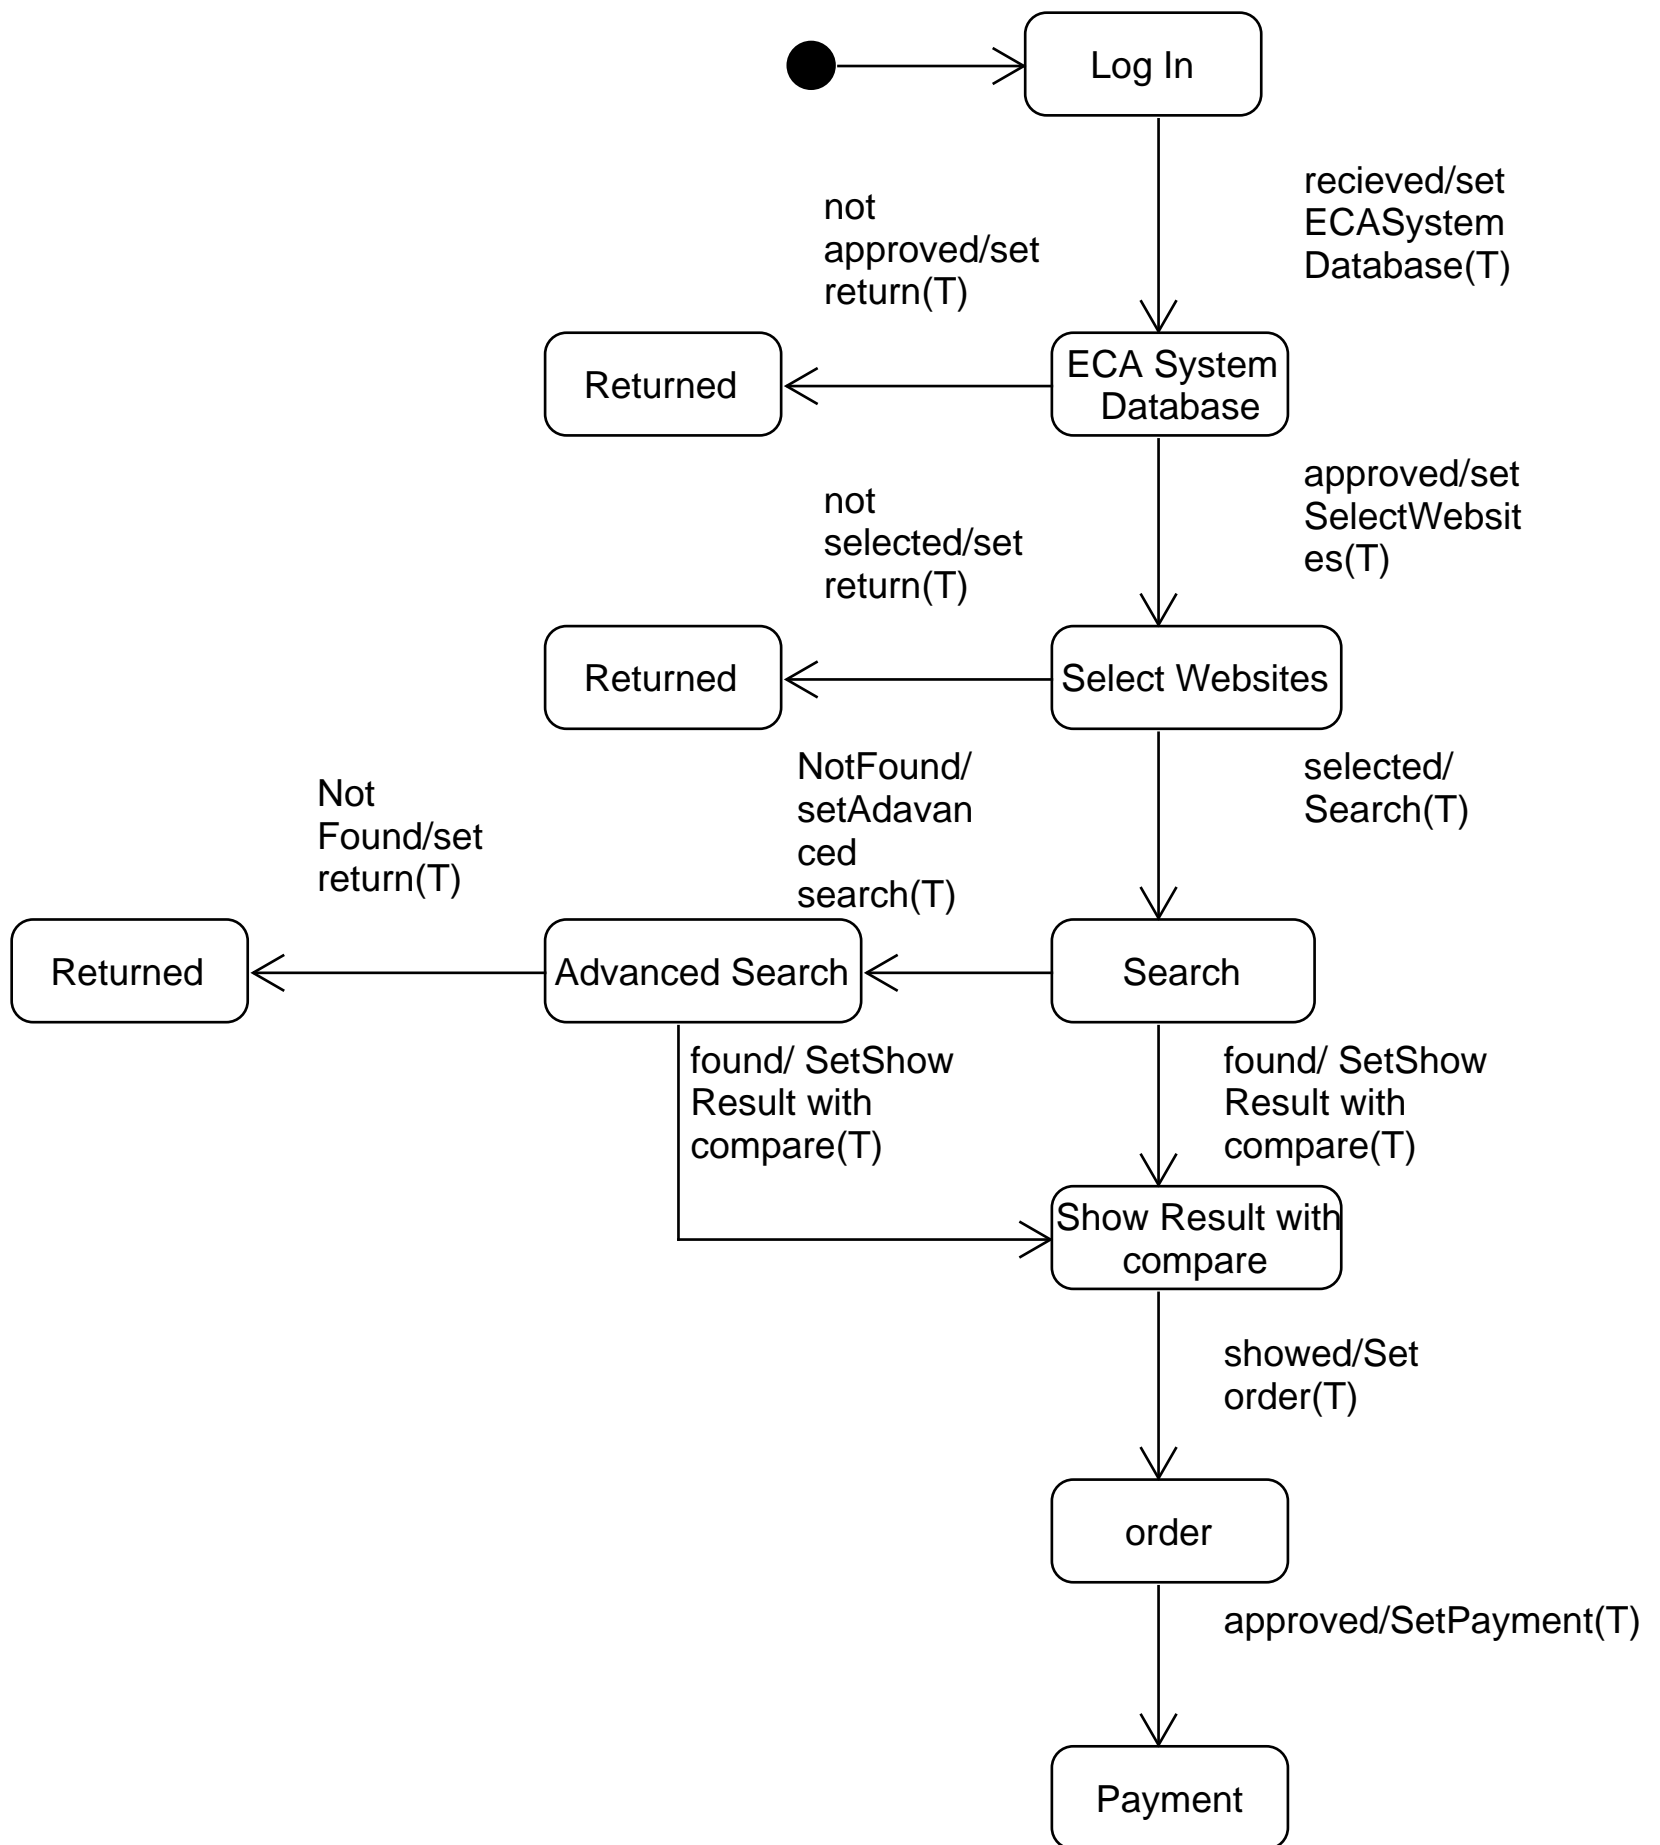 Log In
recieved/set
ECASystem
Database(T)
not
approved/set
return(T)
Returned
ECA System
Database
approved/set
SelectWebsit
es(T)
not
selected/set
return(T)
Returned
Select Websites
selected/
Search(T)
NotFound/
setAdavan
ced
search(T)
Not
Found/set
return(T)
Returned
Advanced Search
Search
found/ SetShow
Result with
compare(T)
found/ SetShow
Result with
compare(T)
Show Result with
compare
showed/Set
order(T)
order
approved/SetPayment(T)
Payment